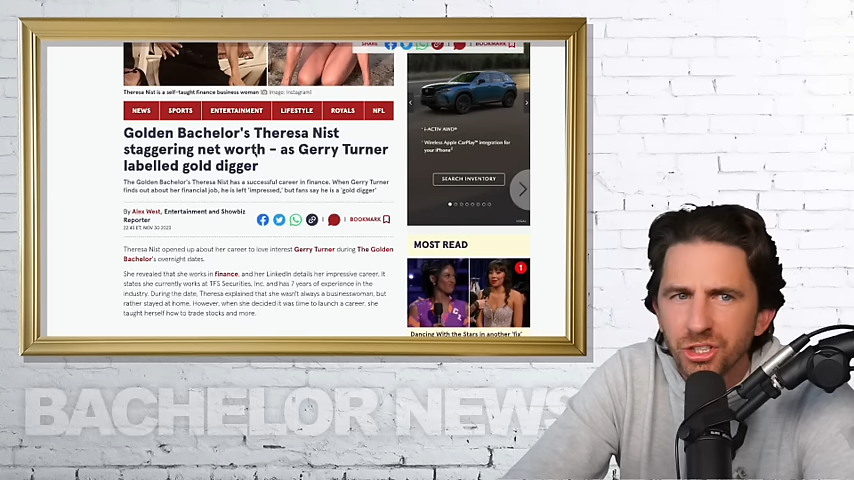 SHARE
BOOKMARK
Theresa Nist is a self-taught finance business woman (Image: Instagram)
NEWS SPORTS ENTERTAINMENT LIFESTYLE ROYALS NFL
Golden Bachelor's Theresa Nist
staggering net worth - as Gerry Turner
labelled gold digger
The Golden Bachelor's Theresa Nist has a successful career in finance. When Gerry Turner
finds out about her financial job, he is left 'impressed,' but fans say he is a 'gold digger'
By Alex West, Entertainment and Showbiz
Reporter
22:43 ET, NOV 30 2023
BOOKMARK
Theresa Nist opened up about her career to love interest Gerry Turner during The Golden
Bachelor's overnight dates.
She revealed that she works in finance, and her LinkedIn details her impressive career. It
states she currently works at TFS Securities, Inc. and has 7 years of experience in the
industry. During the date, Theresa explained that she wasn't always a businesswoman, but
rather stayed at home. However, when she decided it was time to launch a career, she
taught herself how to trade stocks and more.
i-ACTIV AWD®
Wireless Apple CarPlay™ integration for
your iPhone®
SEARCH INVENTORY
MOST READ
1
Dancing With the Stars in another 'fix'
BACHELOR NEWS